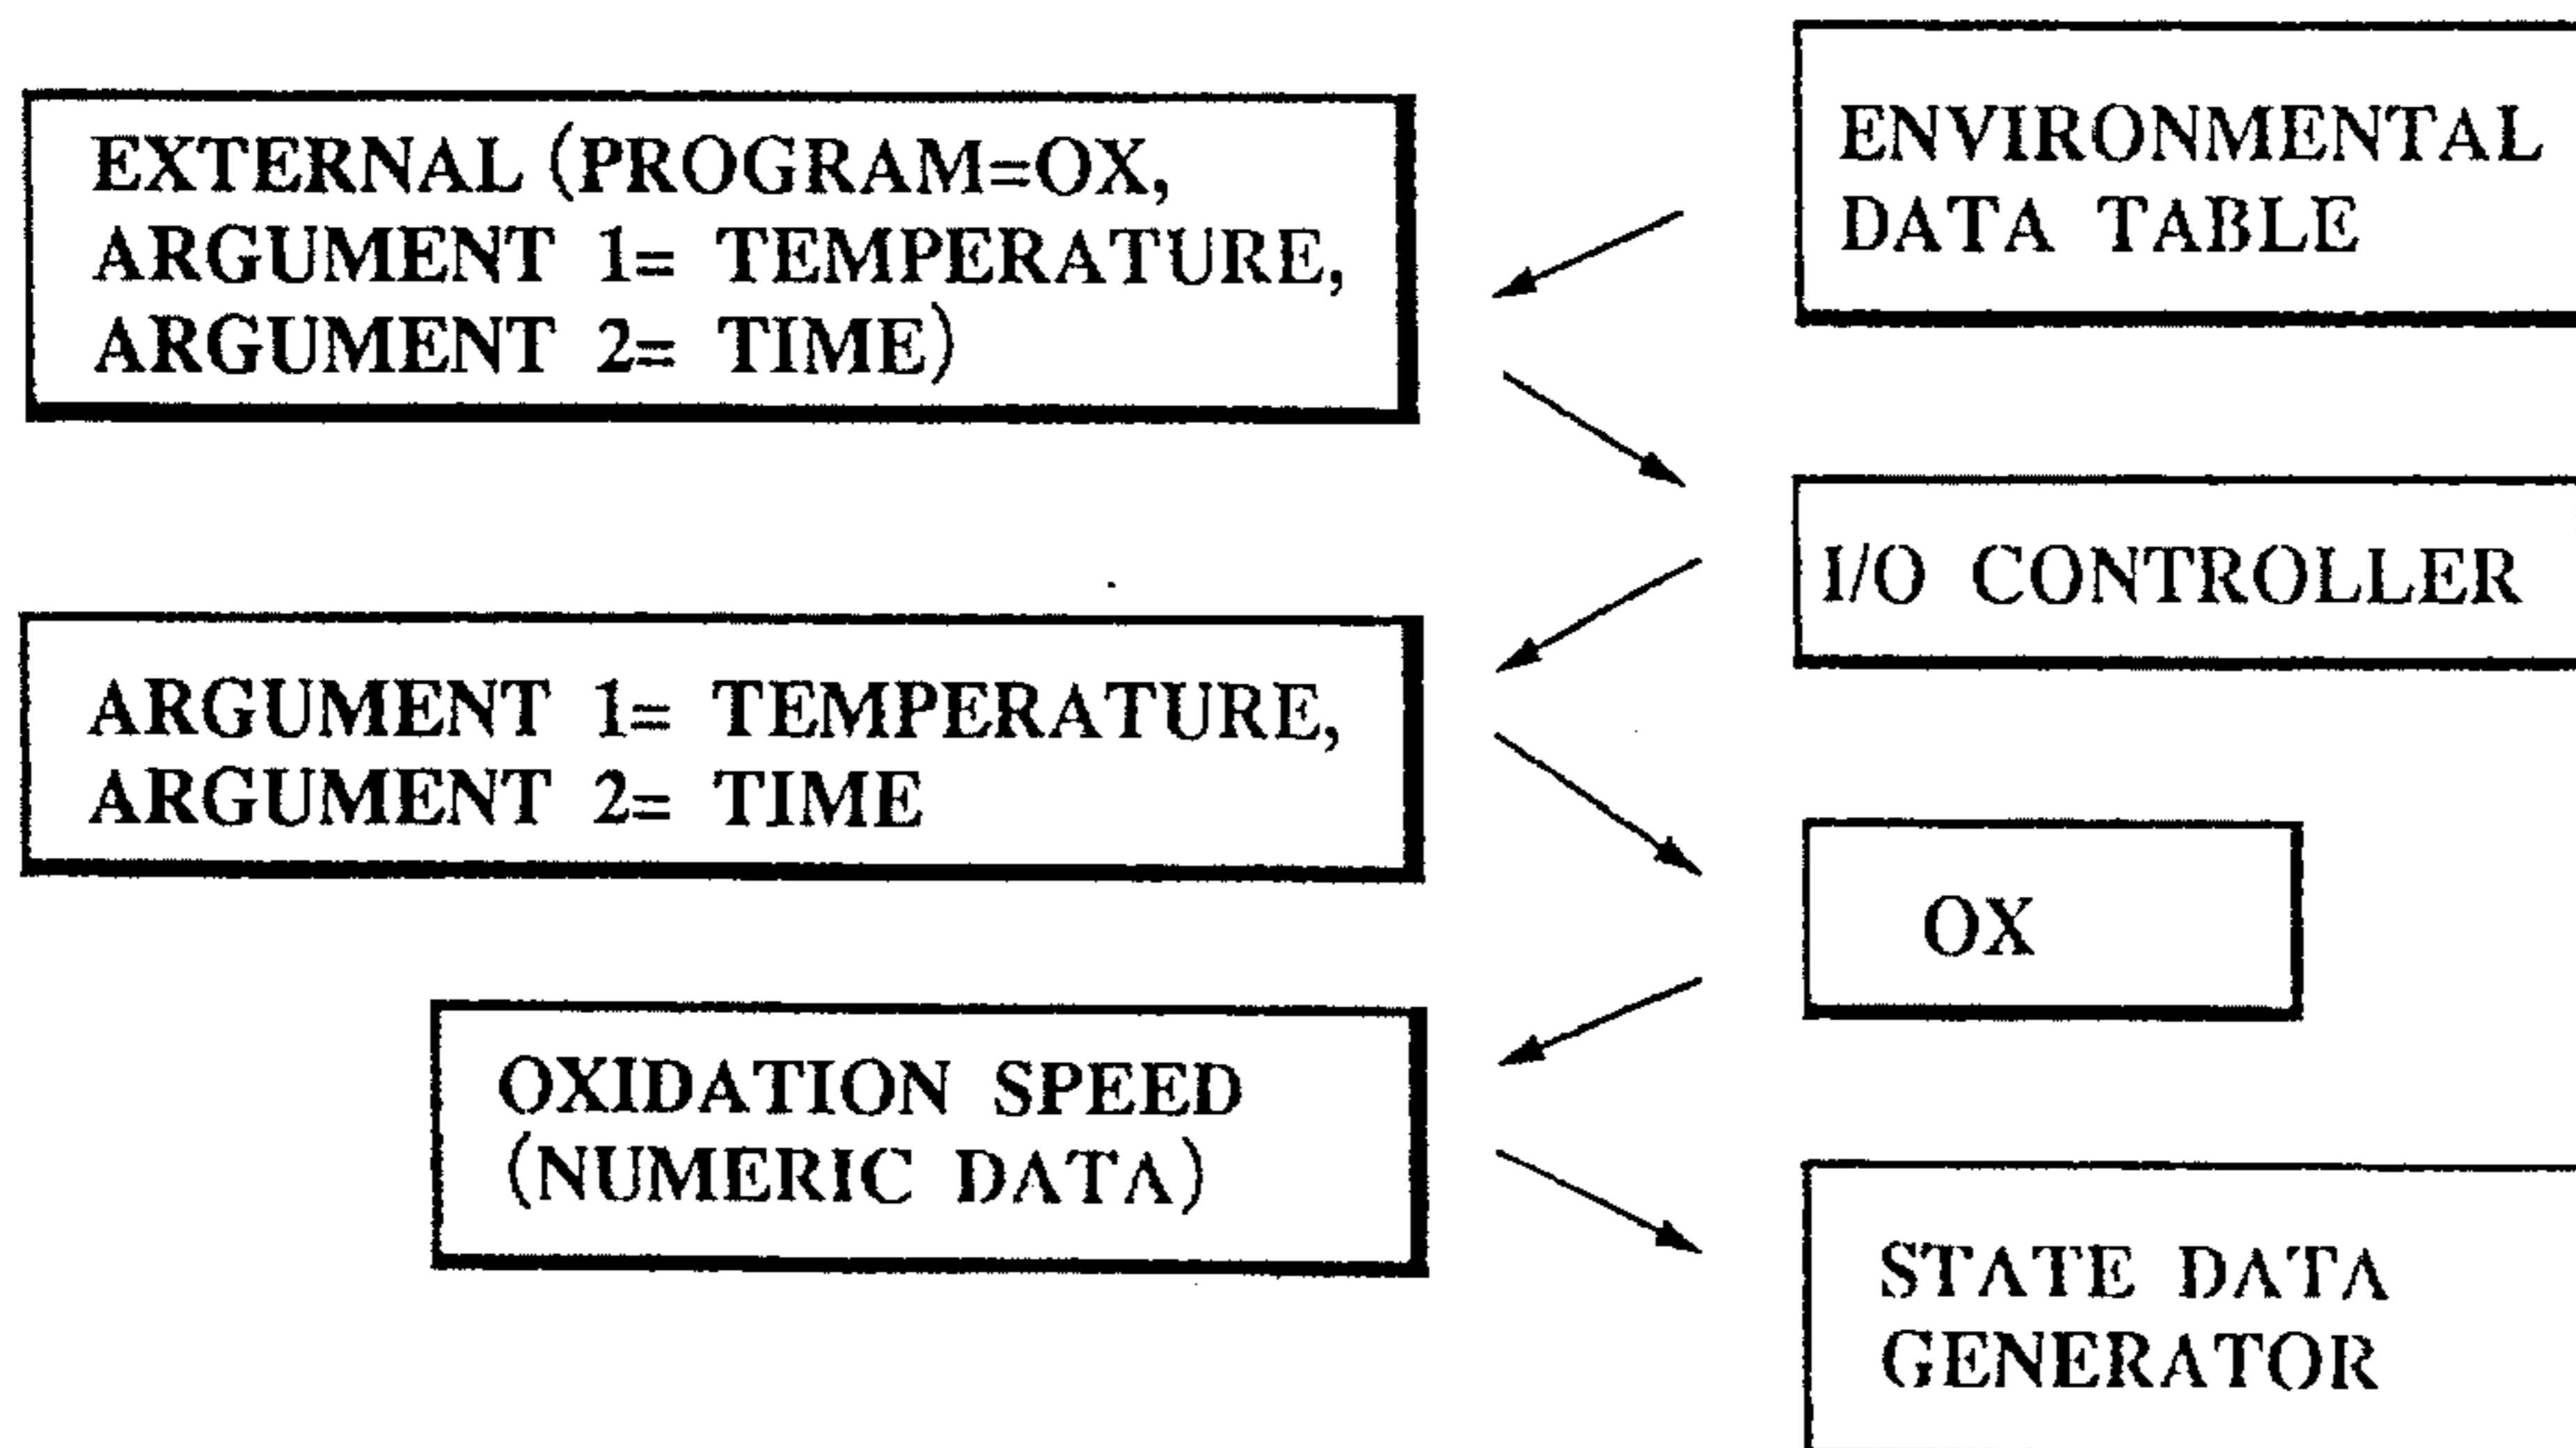 ENVIRONMENTAL
DATA TABLE
EXTERNAL (PROGRAM=OX,
ARGUMENT 1= TEMPERATURE,
ARGUMENT 2= TIME)
I/O CONTROLLER
ARGUMENT 1= TEMPERATURE,
ARGUMENT 2= TIME
OX
OXIDATION SPEED
(NUMERIC DATA)
STATE DATA
GENERATOR